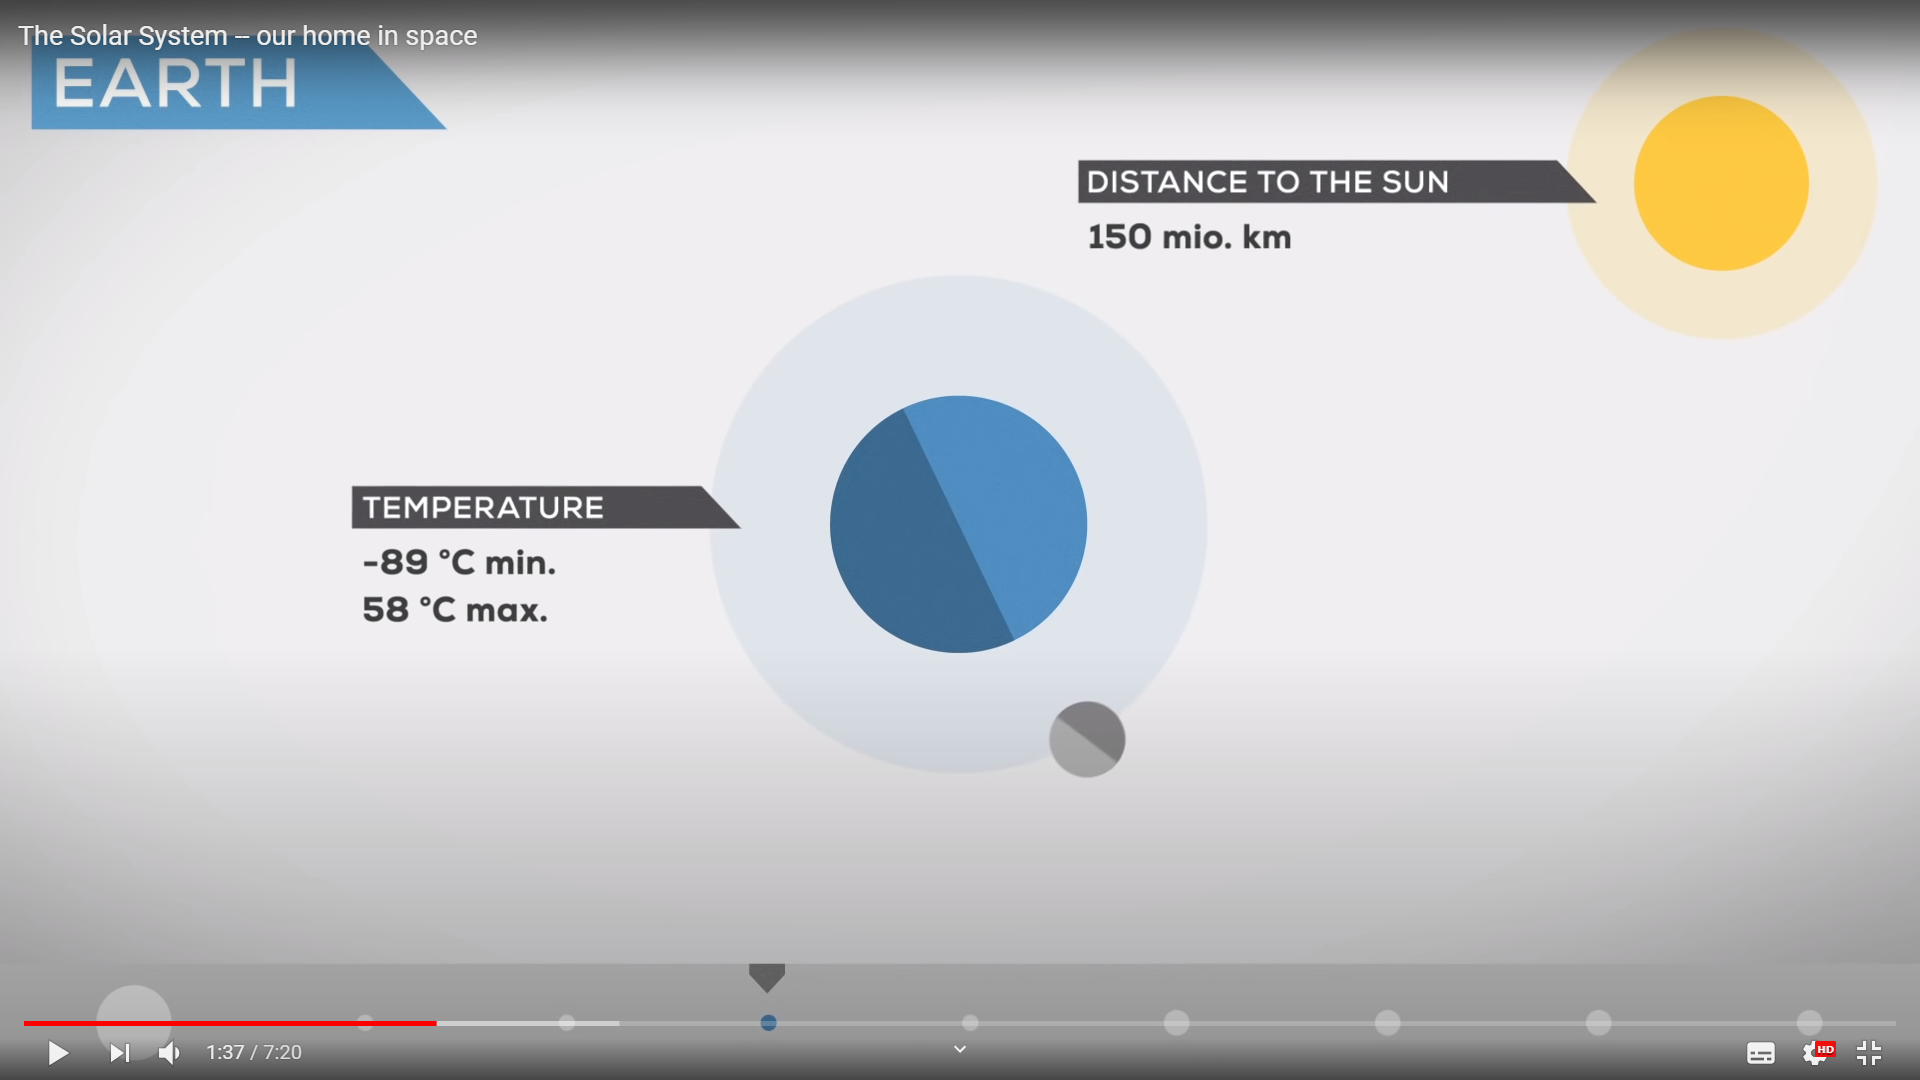 The Solar System -- our home in space
EARTH
DISTANCE TO THE SUN
150 mio. km
TEMPERATURE
-89 °C min.
58 °C max.
1:37 / 7:20
HD